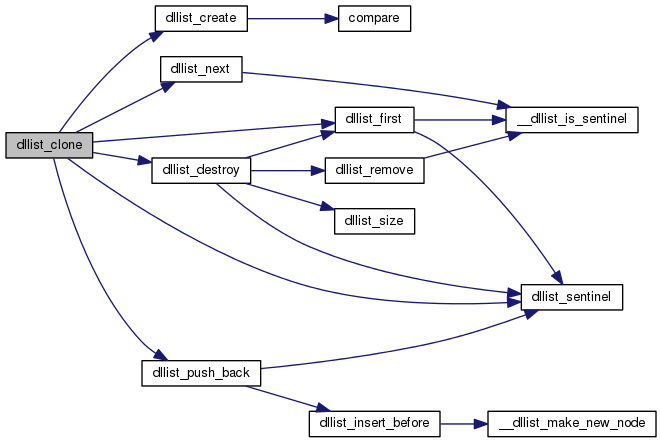 dllist_create
compare
dllist_next
dllist_first
__dllist_is_sentinel
dllist_clone
dllist_destroy
dllist_remove
dllist_size
dllist_sentinel
dllist_push_back
dllist_insert_before
__dllist_make_new_node